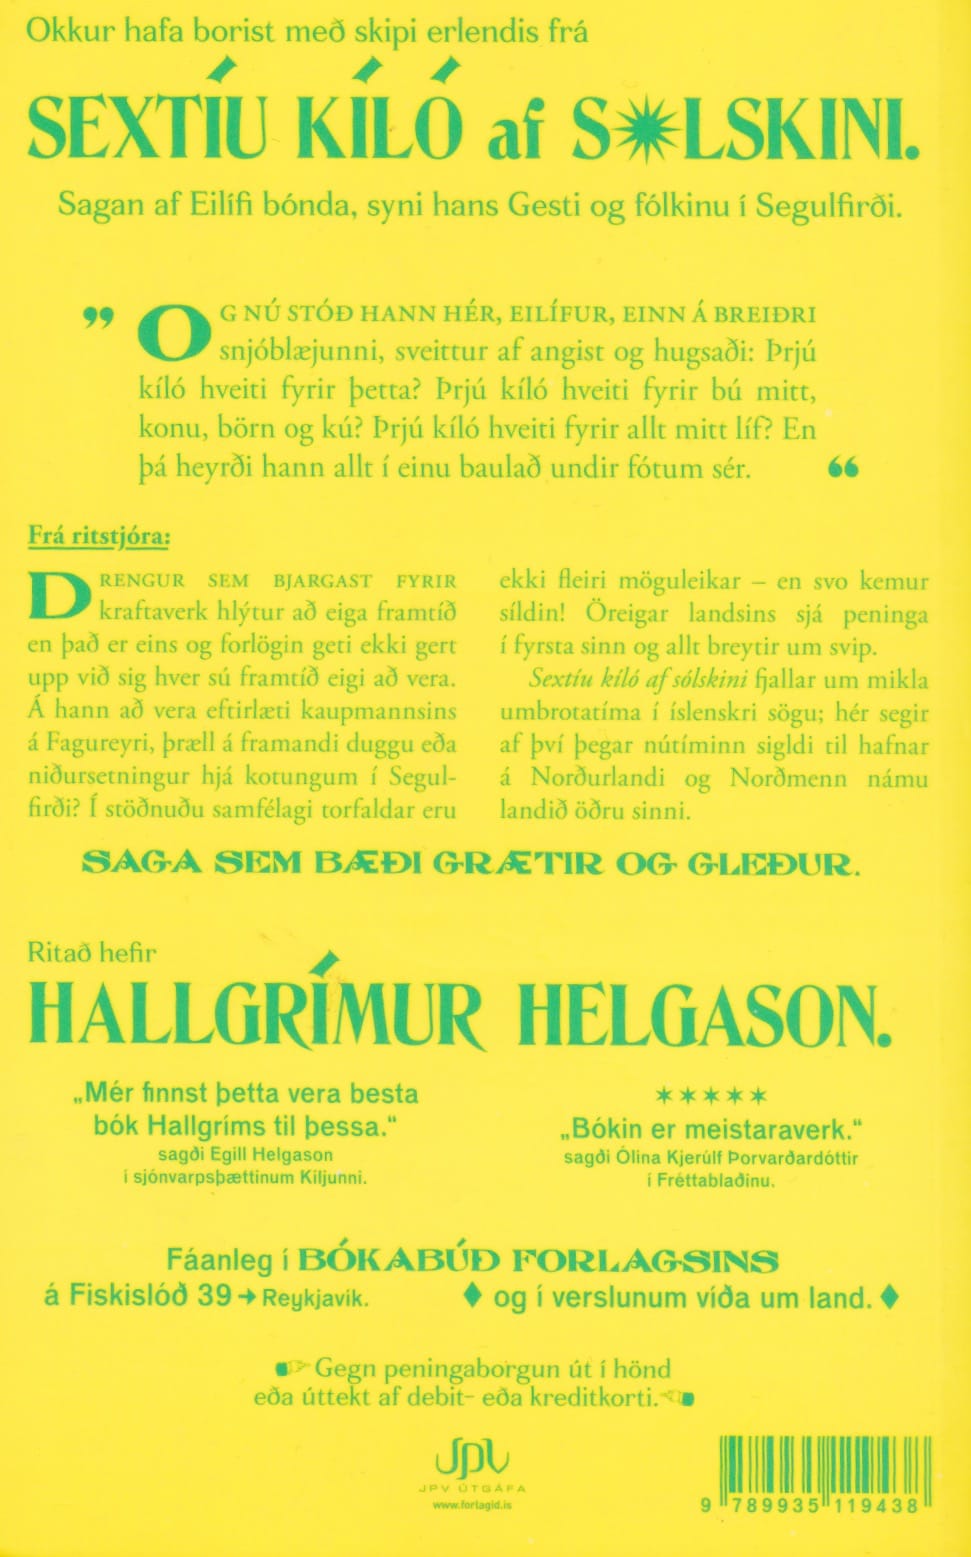 Okkur hafa borist með skipi erlendis frá
SEXTÍU KÍLÓ af S☀LSKINI.
Sagan af Eilífi bónda, syni hans Gesti og fólkinu í Segulfirði.
”
OG NÚ STÓÐ HANN HÉR, EILÍFUR, EINN Á BREIÐRI
snjóblæjunni, sveittur af angist og hugsaði: Þrjú
kíló hveiti fyrir þetta? Þrjú kíló hveiti fyrir bú mitt,
konu, börn og kú? Þrjú kíló hveiti fyrir allt mitt líf? En
þá heyrði hann allt í einu baulað undir fótum sér. “
Frá ritstjóra:
DRENGUR SEM BJARGAST FYRIR
kraftaverk hlýtur að eiga framtíð
en það er eins og forlögin geti ekki gert
upp við sig hver sú framtíð eigi að vera.
Á hann að vera eftirlæti kaupmannsins
á Fagureyri, þræll á framandi duggu eða
niðursetningur hjá kotungum í Segul-
firði? Í stöðnuðu samfélagi torfaldar eru
ekki fleiri möguleikar – en svo kemur
síldin! Öreigar landsins sjá peninga
í fyrsta sinn og allt breytir um svip.
Sextíu kíló af sólskini fjallar um mikla
umbrotatíma í íslenskri sögu; hér segir
af því þegar nútíminn sigldi til hafnar
á Norðurlandi og Norðmenn námu
landið öðru sinni.
SAGA SEM BÆÐI GRÆTIR OG GLEÐUR.
Ritað hefir
HALLGRÍMUR HELGASON.
„Mér finnst þetta vera besta
bók Hallgríms til þessa.“
sagði Egill Helgason
í sjónvarpsþættinum Kiljunni.
✶✶✶✶✶
„Bókin er meistaraverk.“
sagði Ólína Kjerúlf Þorvarðardóttir
í Fréttablaðinu.
Fáanleg í BÓKABÚÐ FORLAGSINS
á Fiskislóð 39 → Reykjavík. ♦ og í verslunum víða um land. ♦
☛ Gegn peningaborgun út í hönd
eða úttekt af debit- eða kreditkorti. ☚
JPV
JPV ÚTGÁFA
www.forlagid.is
9 789935 119438